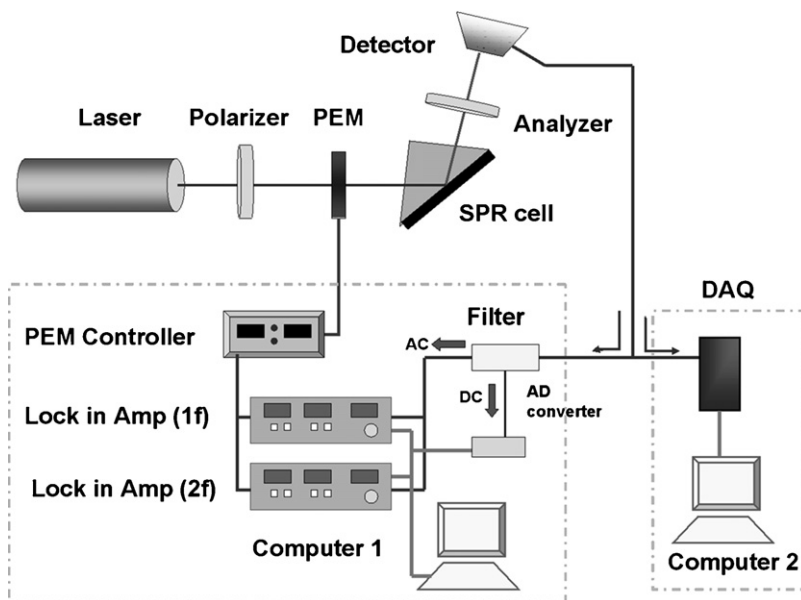 Detector
Laser
Polarizer
PEM
Analyzer
SPR cell
DAQ
PEM Controller
Filter
AC
DC
AD
converter
Lock in Amp (1f)
Lock in Amp (2f)
Computer 1
Computer 2